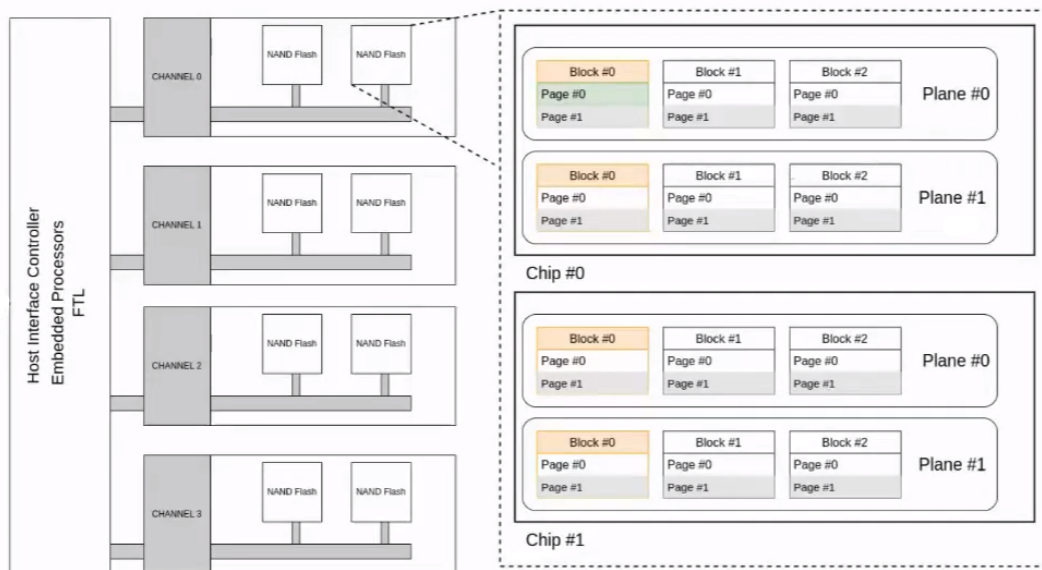 Host Interface Controller
Embedded Processors
FTL
CHANNEL 0
NAND Flash
NAND Flash
CHANNEL 1
NAND Flash
NAND Flash
CHANNEL 2
NAND Flash
NAND Flash
CHANNEL 3
NAND Flash
NAND Flash
Block #0
Block #1
Block #2
Page #0
Page #0
Page #0
Plane #0
Page #1
Page #1
Page #1
Block #0
Block #1
Block #2
Page #0
Page #0
Page #0
Plane #1
Page #1
Page #1
Page #1
Chip #0
Block #0
Block #1
Block #2
Page #0
Page #0
Page #0
Plane #0
Page #1
Page #1
Page #1
Block #0
Block #1
Block #2
Page #0
Page #0
Page #0
Plane #1
Page #1
Page #1
Page #1
Chip #1